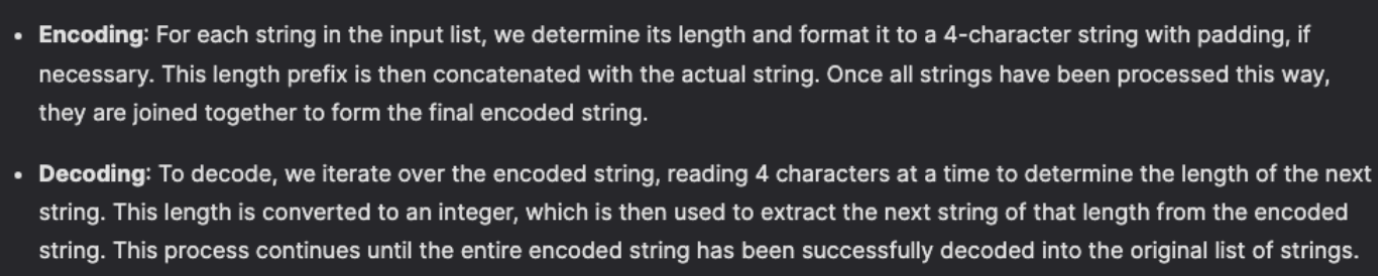 • Encoding: For each string in the input list, we determine its length and format it to a 4-character string with padding, if
necessary. This length prefix is then concatenated with the actual string. Once all strings have been processed this way,
they are joined together to form the final encoded string.
• Decoding: To decode, we iterate over the encoded string, reading 4 characters at a time to determine the length of the next
string. This length is converted to an integer, which is then used to extract the next string of that length from the encoded
string. This process continues until the entire encoded string has been successfully decoded into the original list of strings.